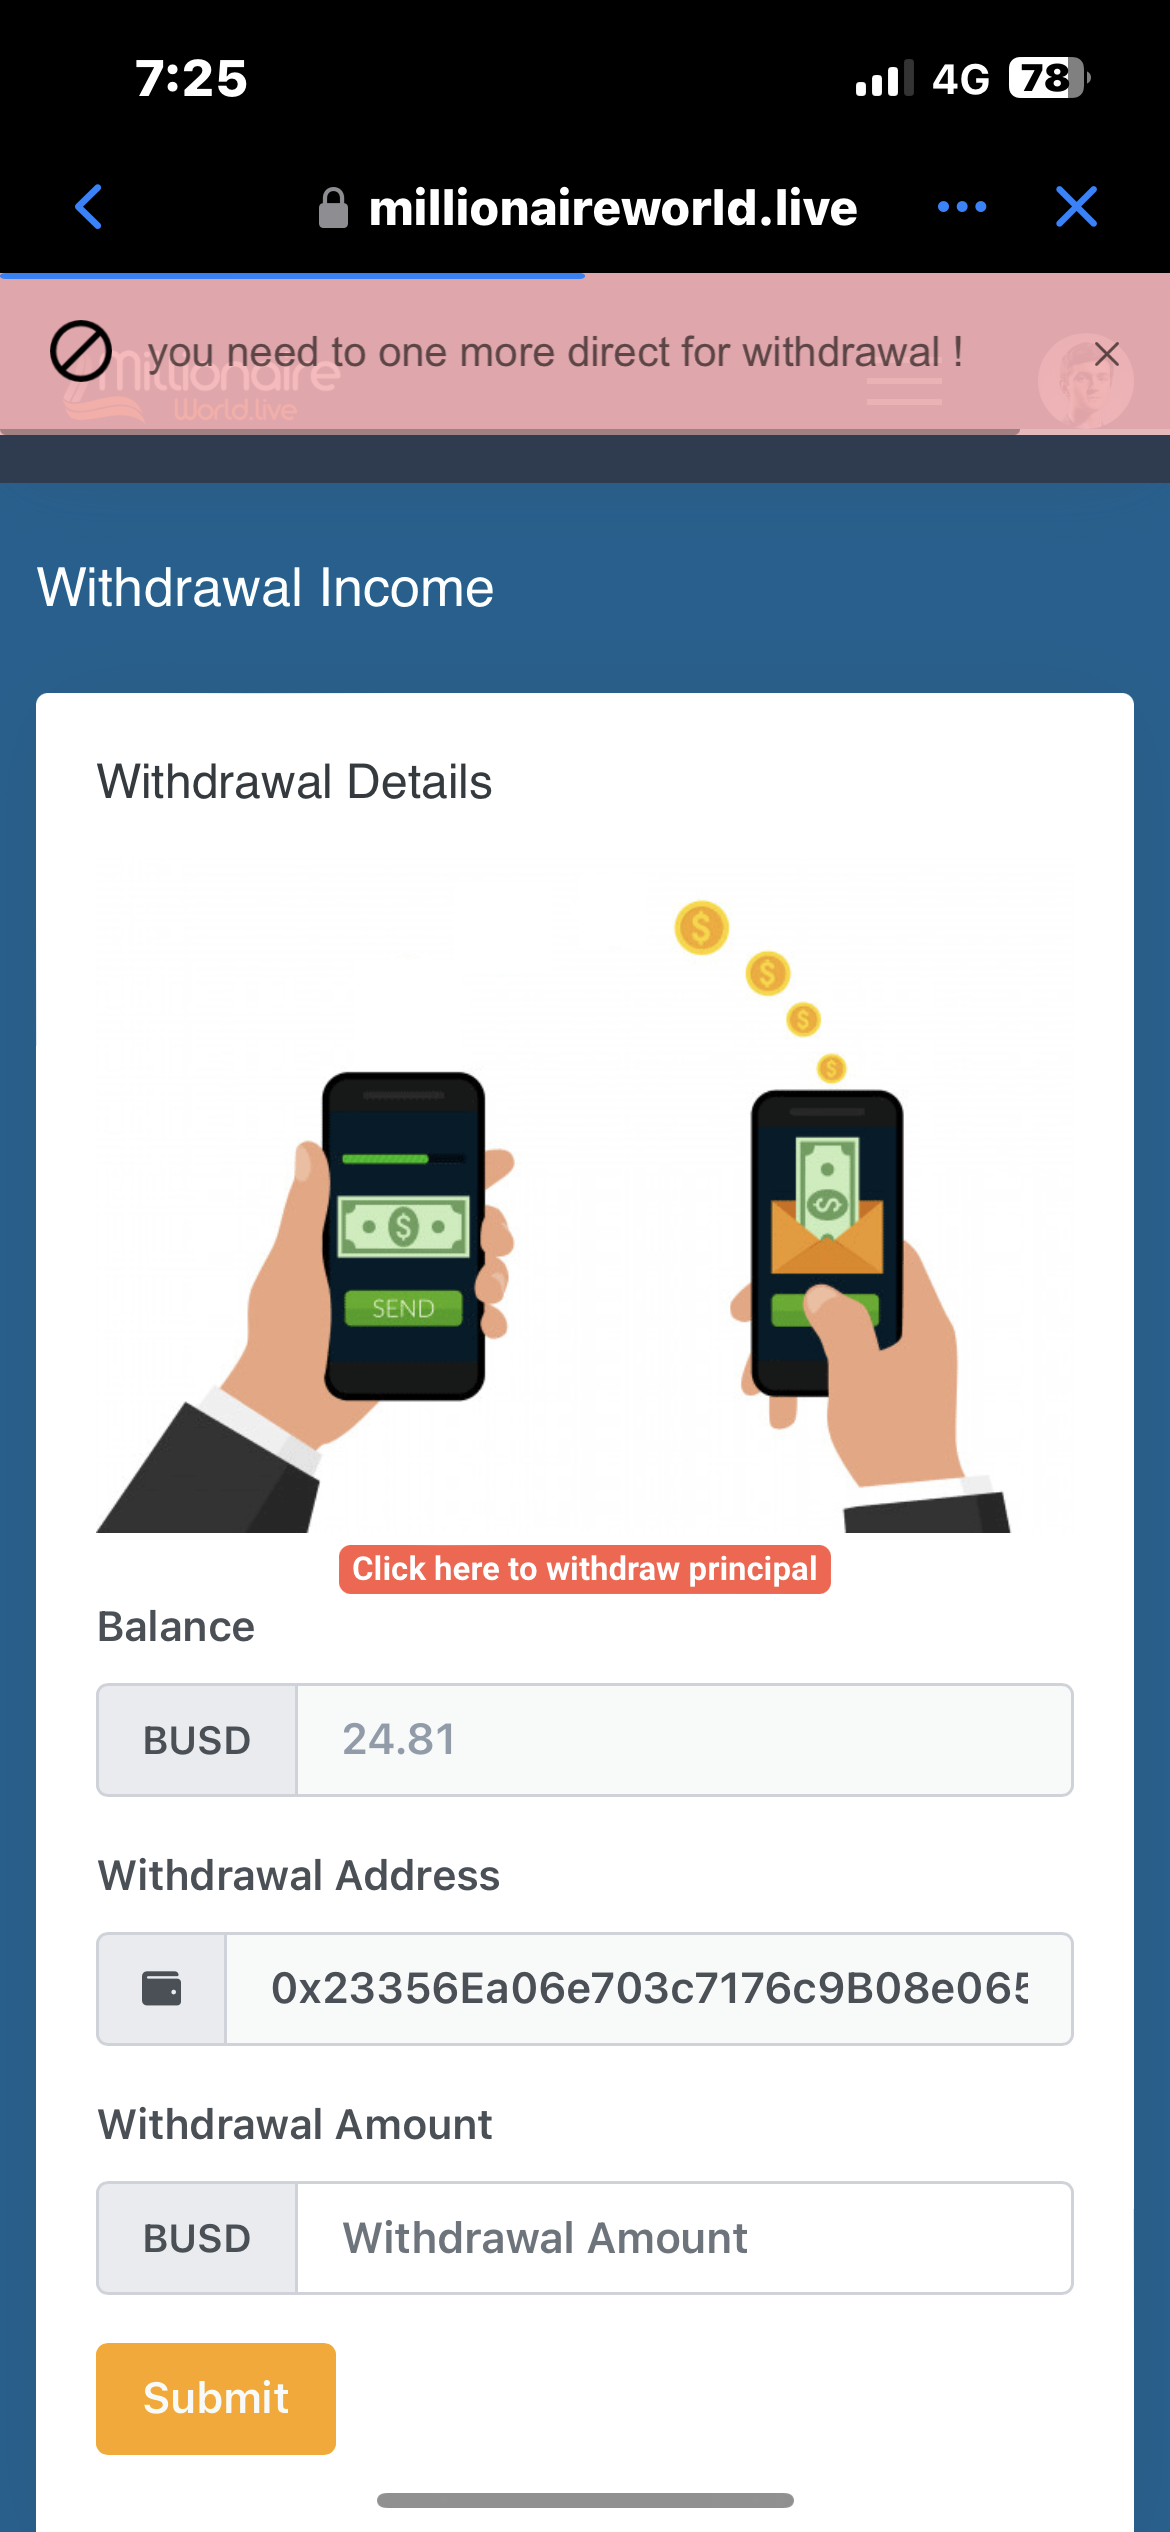 7:25
4G 78
millionaireworld.live
you need to one more direct for withdrawal !
Millionaire
World.live
Withdrawal Income
Withdrawal Details
$
$
$
$
$
$
SEND
Click here to withdraw principal
Balance
BUSD 24.81
Withdrawal Address
0x23356Ea06e703c7176c9B08e065
Withdrawal Amount
BUSD Withdrawal Amount
Submit